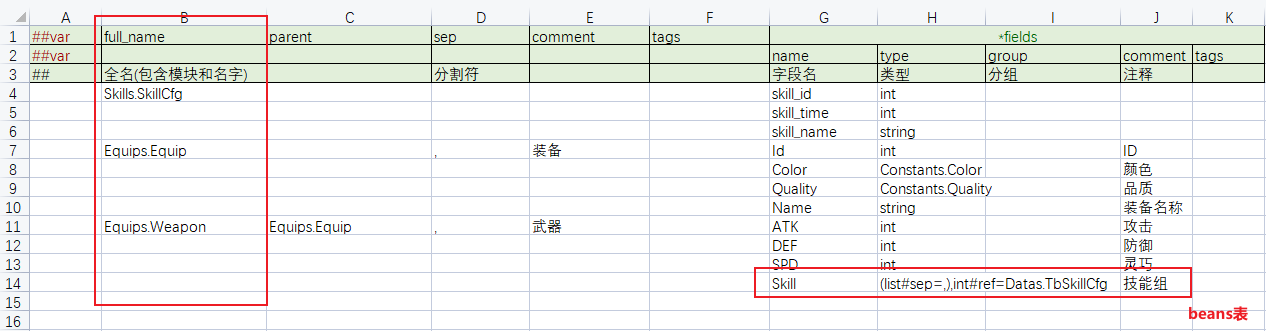 A B C D E F G H I J K
1 ##var full_name parent sep comment tags *fields
2 ##var name type group comment tags
3 ## 全名(包含模块和名字) 分割符 字段名 类型 分组 注释
4 Skills.SkillCfg skill_id int
5 skill_time int
6 skill_name string
7 Equips.Equip , 装备 Id int ID
8 Color Constants.Color 颜色
9 Quality Constants.Quality 品质
10 Name string 装备名称
11 Equips.Weapon Equips.Equip , 武器 ATK int 攻击
12 DEF int 防御
13 SPD int 灵巧
14 Skill (list#sep=,),int#ref=Datas.TbSkillCfg 技能组
15 beans表
16